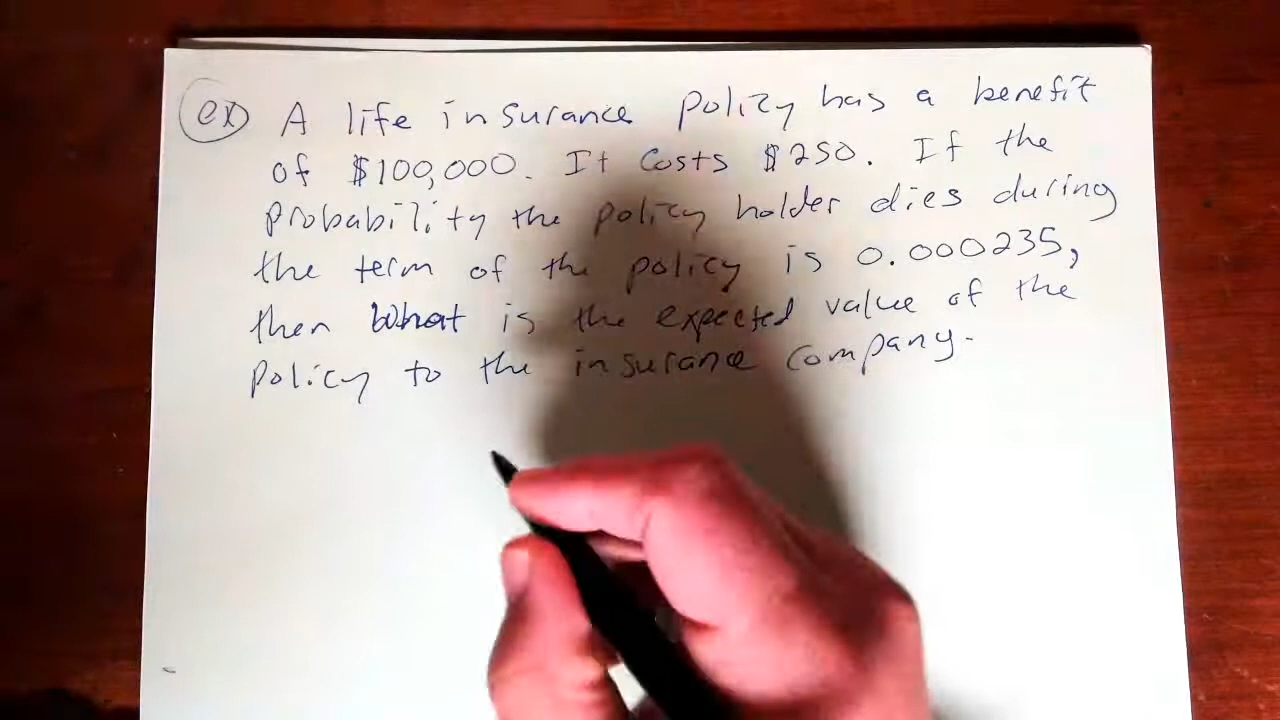 ex A life insurance policy has a benefit
of $100,000. It costs $250. If the
probability the policy holder dies during
the term of the policy is 0.000235,
then what is the expected value of the
policy to the insurance company.